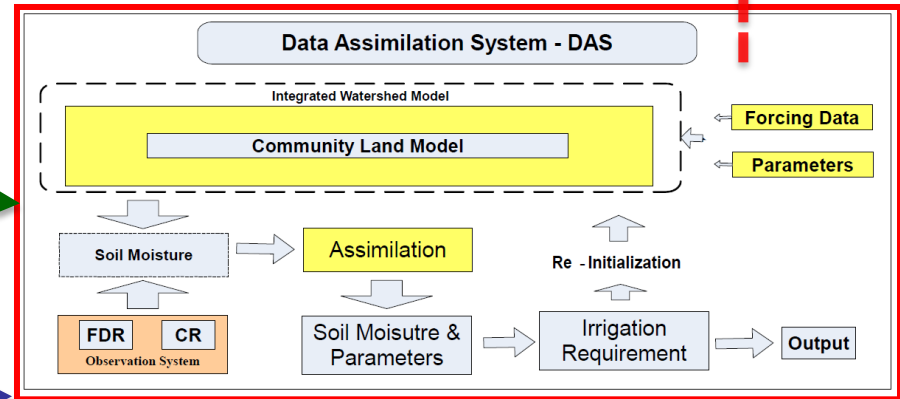 Data Assimilation System - DAS
Integrated Watershed Model
Community Land Model
Forcing Data
Parameters
Soil Moisture
Assimilation
Re - Initialization
FDR
CR
Observation System
Soil Moisutre &
Parameters
Irrigation
Requirement
Output